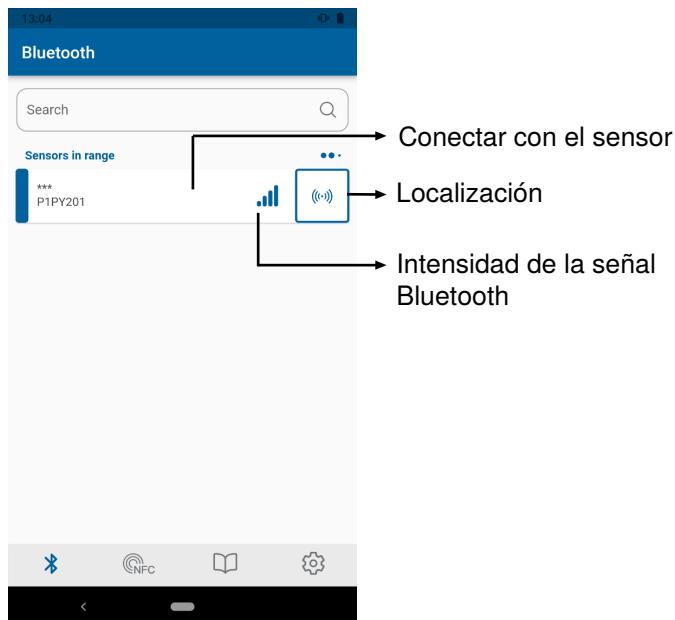 13:04
Bluetooth
Search
Sensors in range
***
P1PY201
NFC
Conectar con el sensor
Localización
Intensidad de la señal
Bluetooth